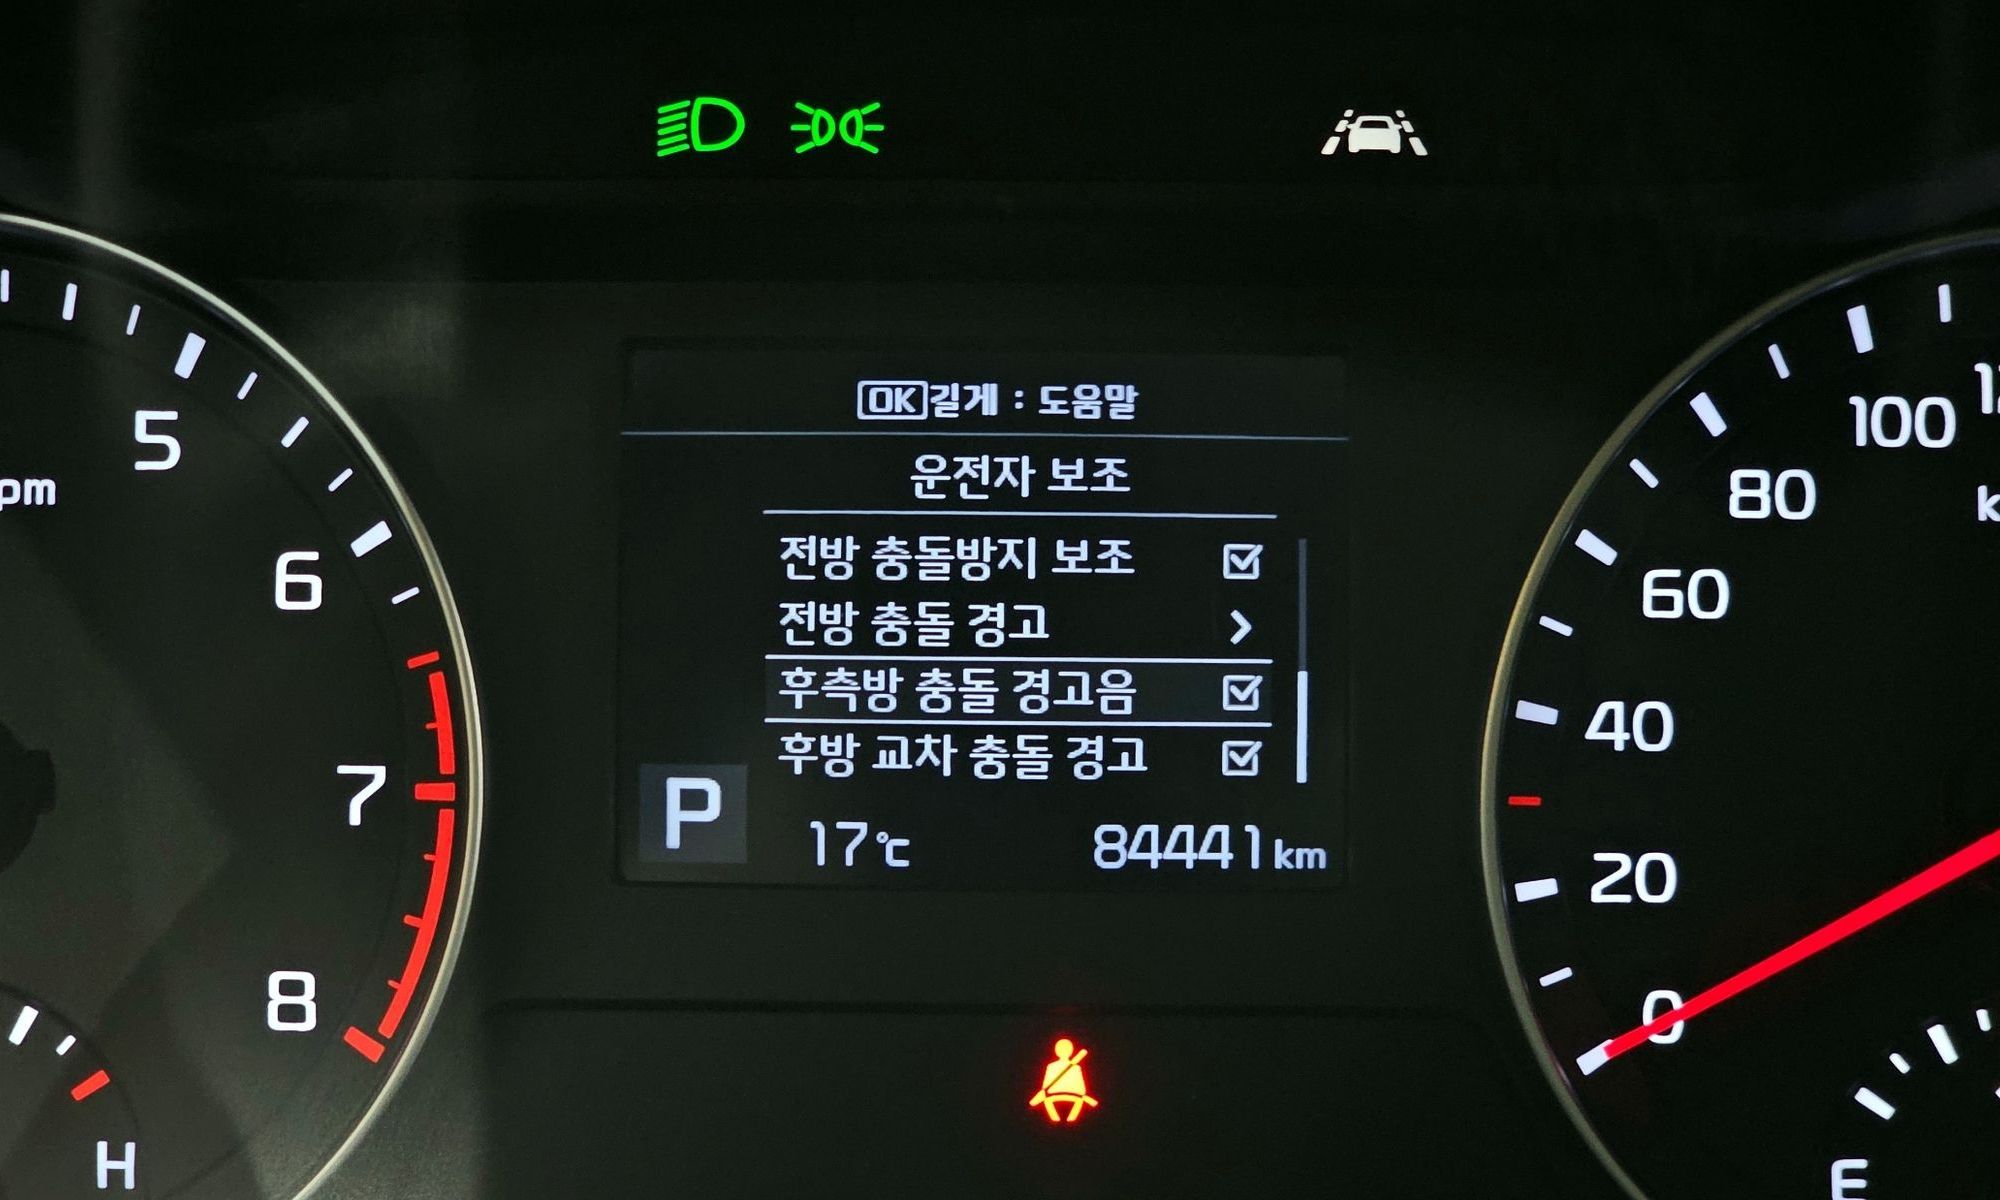 OK길게 : 도움말
운전자 보조
전방 충돌방지 보조
전방 충돌 경고
후측방 충돌 경고음
후방 교차 충돌 경고
P
17℃
84441 km
5
pm
6
7
8
H
100
80
60
40
20
0
E